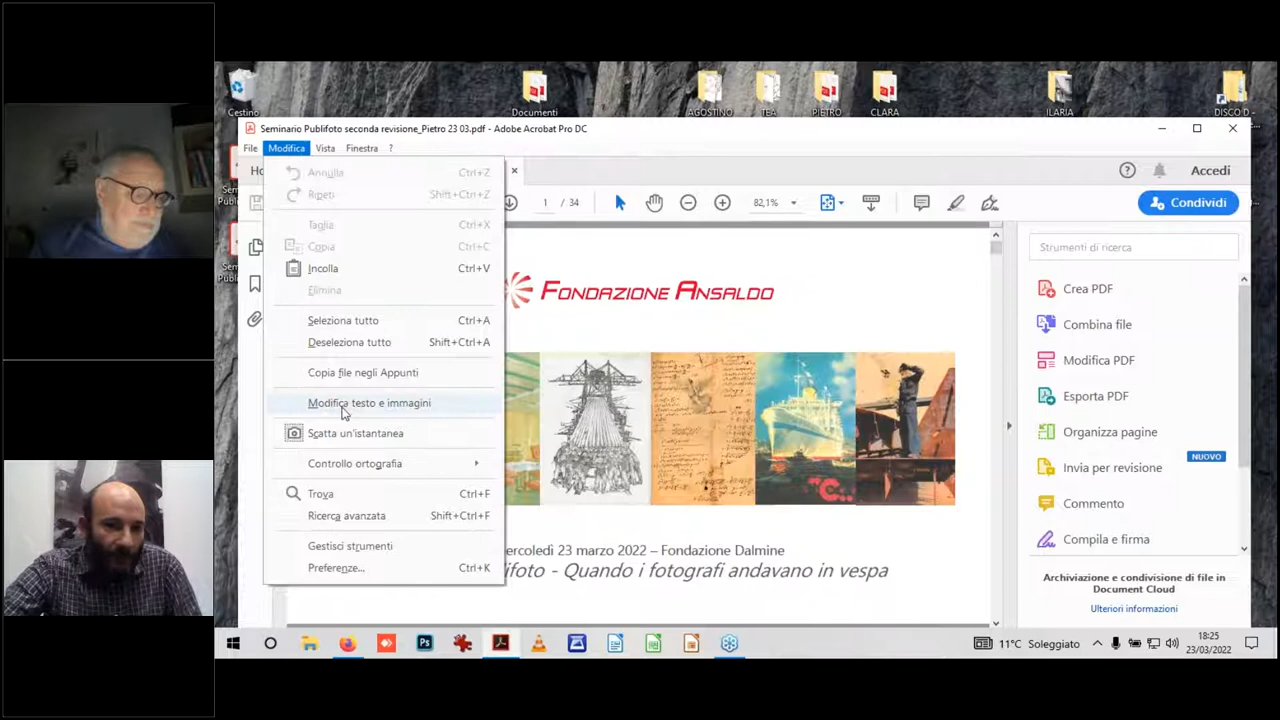 Cestino
Documenti
AGOSTINO
TEA
PIETRO
CLARA
ILARIA
DISCO D -
Seminario Publifoto seconda revisione_Pietro 23 03.pdf - Adobe Acrobat Pro DC
File Modifica Vista Finestra ?
Accedi
1 / 34
82,1%
Condividi
Annulla Ctrl+Z
Ripeti Shift+Ctrl+Z
Taglia Ctrl+X
Copia Ctrl+C
Incolla Ctrl+V
Elimina
Seleziona tutto Ctrl+A
Deseleziona tutto Shift+Ctrl+A
Copia file negli Appunti
Modifica testo e immagini
Scatta un'istantanea
Controllo ortografia
Trova Ctrl+F
Ricerca avanzata Shift+Ctrl+F
Gestisci strumenti
Preferenze... Ctrl+K
FONDAZIONE ANSALDO
ercoledì 23 marzo 2022 – Fondazione Dalmine
ifoto - Quando i fotografi andavano in vespa
Strumenti di ricerca
Crea PDF
Combina file
Modifica PDF
Esporta PDF
Organizza pagine
NUOVO
Invia per revisione
Commento
Compila e firma
Archiviazione e condivisione di file in
Document Cloud
Ulteriori informazioni
Ps
11°C Soleggiato
18:25
23/03/2022